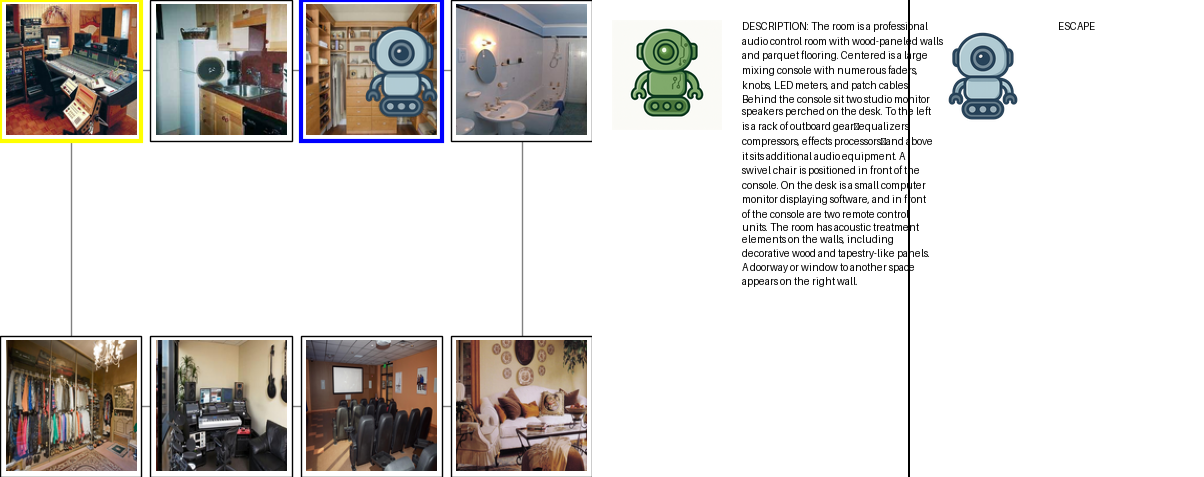 DESCRIPTION: The room is a professional
audio control room with wood-paneled walls
and parquet flooring. Centered is a large
mixing console with numerous faders,
knobs, LED meters, and patch cables.
Behind the console sit two studio monitor
speakers perched on the desk. To the left
is a rack of outboard gear▯equalizers,
compressors, effects processors▯and above
it sits additional audio equipment. A
swivel chair is positioned in front of the
console. On the desk is a small computer
monitor displaying software, and in front
of the console are two remote control
units. The room has acoustic treatment
elements on the walls, including
decorative wood and tapestry-like panels.
A doorway or window to another space
appears on the right wall.
ESCAPE